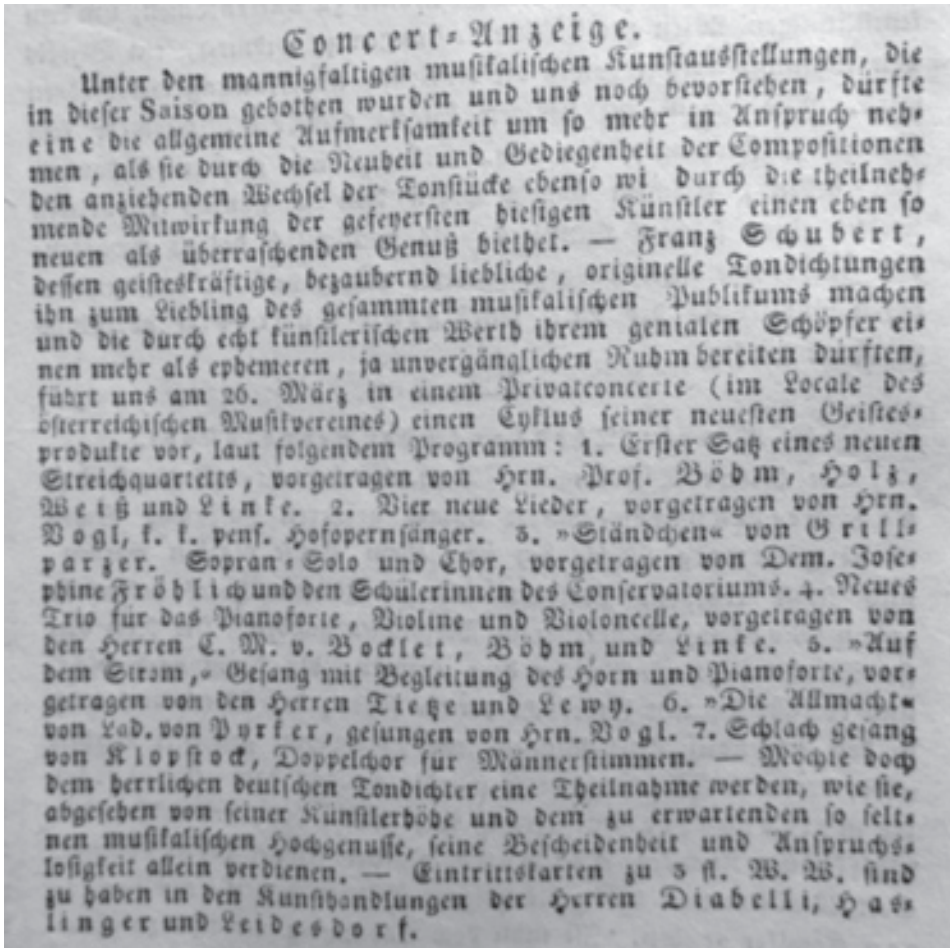 Concert-Anzeige.
Unter den mannigfaltigen musikalischen Kunstausstellungen, die
in dieser Saison gebothen wurden und uns noch bevorstehen, dürfte
eine die allgemeine Aufmerksamkeit um so mehr in Anspruch neh-
men, als sie durch die Neuheit und Gediegenheit der Compositionen
den anziehenden Wechsel der Tonstücke ebenso wi durch die theilneh-
mende Mitwirkung der gefeyersten hiesigen Künstler einen eben so
neuen als überraschenden Genuß biethet. — Franz Schubert,
dessen geisteskräftige, bezaubernd liebliche, originelle Tondichtungen
ihn zum Liebling des gesammten musikalischen Publikums machen
und die durch echt künstlerischen Werth ihrem genialen Schöpfer ei-
nen mehr als ephemeren, ja unvergänglichen Ruhm bereiten dürften,
führt uns am 26. März in einem Privatconcerte (im Locale des
österreichischen Musikvereines) einen Cyklus seiner neuesten Geistes-
produkte vor, laut folgendem Programm: 1. Erster Satz eines neuen
Streichquartetts, vorgetragen von Hrn. Prof. Böhm, Holz,
Weiß und Linke. 2. Vier neue Lieder, vorgetragen von Hrn.
Vogl, k. k. pens. Hofopernsänger. 3. »Ständchen« von Grill-
parzer. Sopran-Solo und Chor, vorgetragen von Dem. Jose-
phine Fröhlich und den Schülerinnen des Conservatoriums. 4. Neues
Trio für das Pianoforte, Violine und Violoncelle, vorgetragen von
den Herren C. M. v. Bocklet, Böhm und Linke. 5. »Auf
dem Strom,« Gesang mit Begleitung des Horn und Pianoforte, vor-
getragen von den Herren Tietze und Lewy. 6. »Die Allmacht«
von Lad. von Pyrker, gesungen von Hrn. Vogl. 7. Schlach gesang
von Klopstock, Doppelchor für Männerstimmen. — Möchte doch
dem herrlichen deutschen Tondichter eine Theilnahme werden, wie sie,
abgesehen von seiner Künstlerhöhe und dem zu erwartenden so selt-
nen musikalischen Hochgenusse, seine Bescheidenheit und Anspruchs-
losigkeit allein verdienen. — Eintrittskarten zu 3 fl. W. W. sind
zu haben in den Kunsthandlungen der Herren Diabelli, Has-
linger und Leidesdorf.